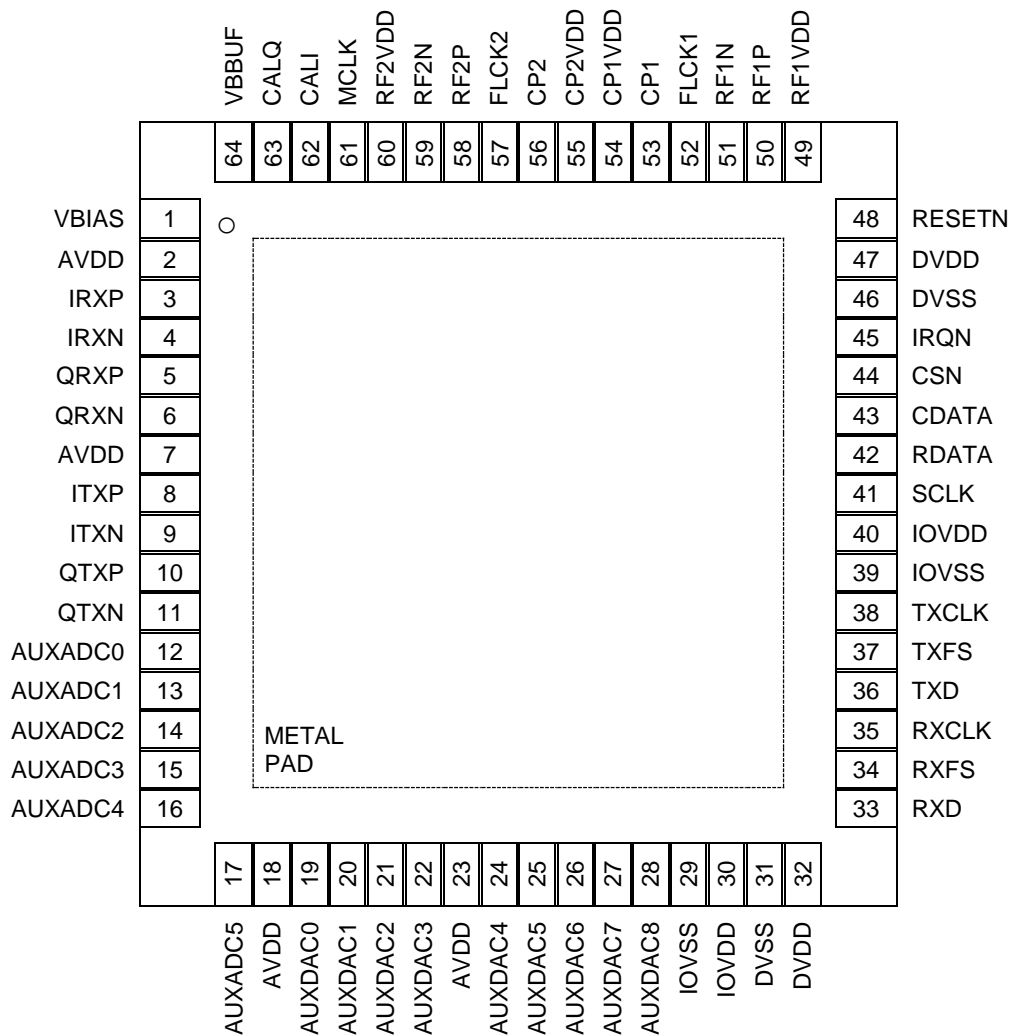 VBBUF
CALQ
CALI
MCLK
RF2VDD
RF2N
RF2P
FLCK2
CP2
CP2VDD
CP1VDD
CP1
FLCK1
RF1N
RF1P
RF1VDD
64
63
62
61
60
59
58
57
56
55
54
53
52
51
50
49
VBIAS 1
AVDD 2
IRXP 3
IRXN 4
QRXP 5
QRXN 6
AVDD 7
ITXP 8
ITXN 9
QTXP 10
QTXN 11
AUXADC0 12
AUXADC1 13
AUXADC2 14
AUXADC3 15
AUXADC4 16
METAL
PAD
48 RESETN
47 DVDD
46 DVSS
45 IRQN
44 CSN
43 CDATA
42 RDATA
41 SCLK
40 IOVDD
39 IOVSS
38 TXCLK
37 TXFS
36 TXD
35 RXCLK
34 RXFS
33 RXD
17
18
19
20
21
22
23
24
25
26
27
28
29
30
31
32
AUXADC5
AVDD
AUXDAC0
AUXDAC1
AUXDAC2
AUXDAC3
AVDD
AUXDAC4
AUXDAC5
AUXDAC6
AUXDAC7
AUXDAC8
IOVSS
IOVDD
DVSS
DVDD